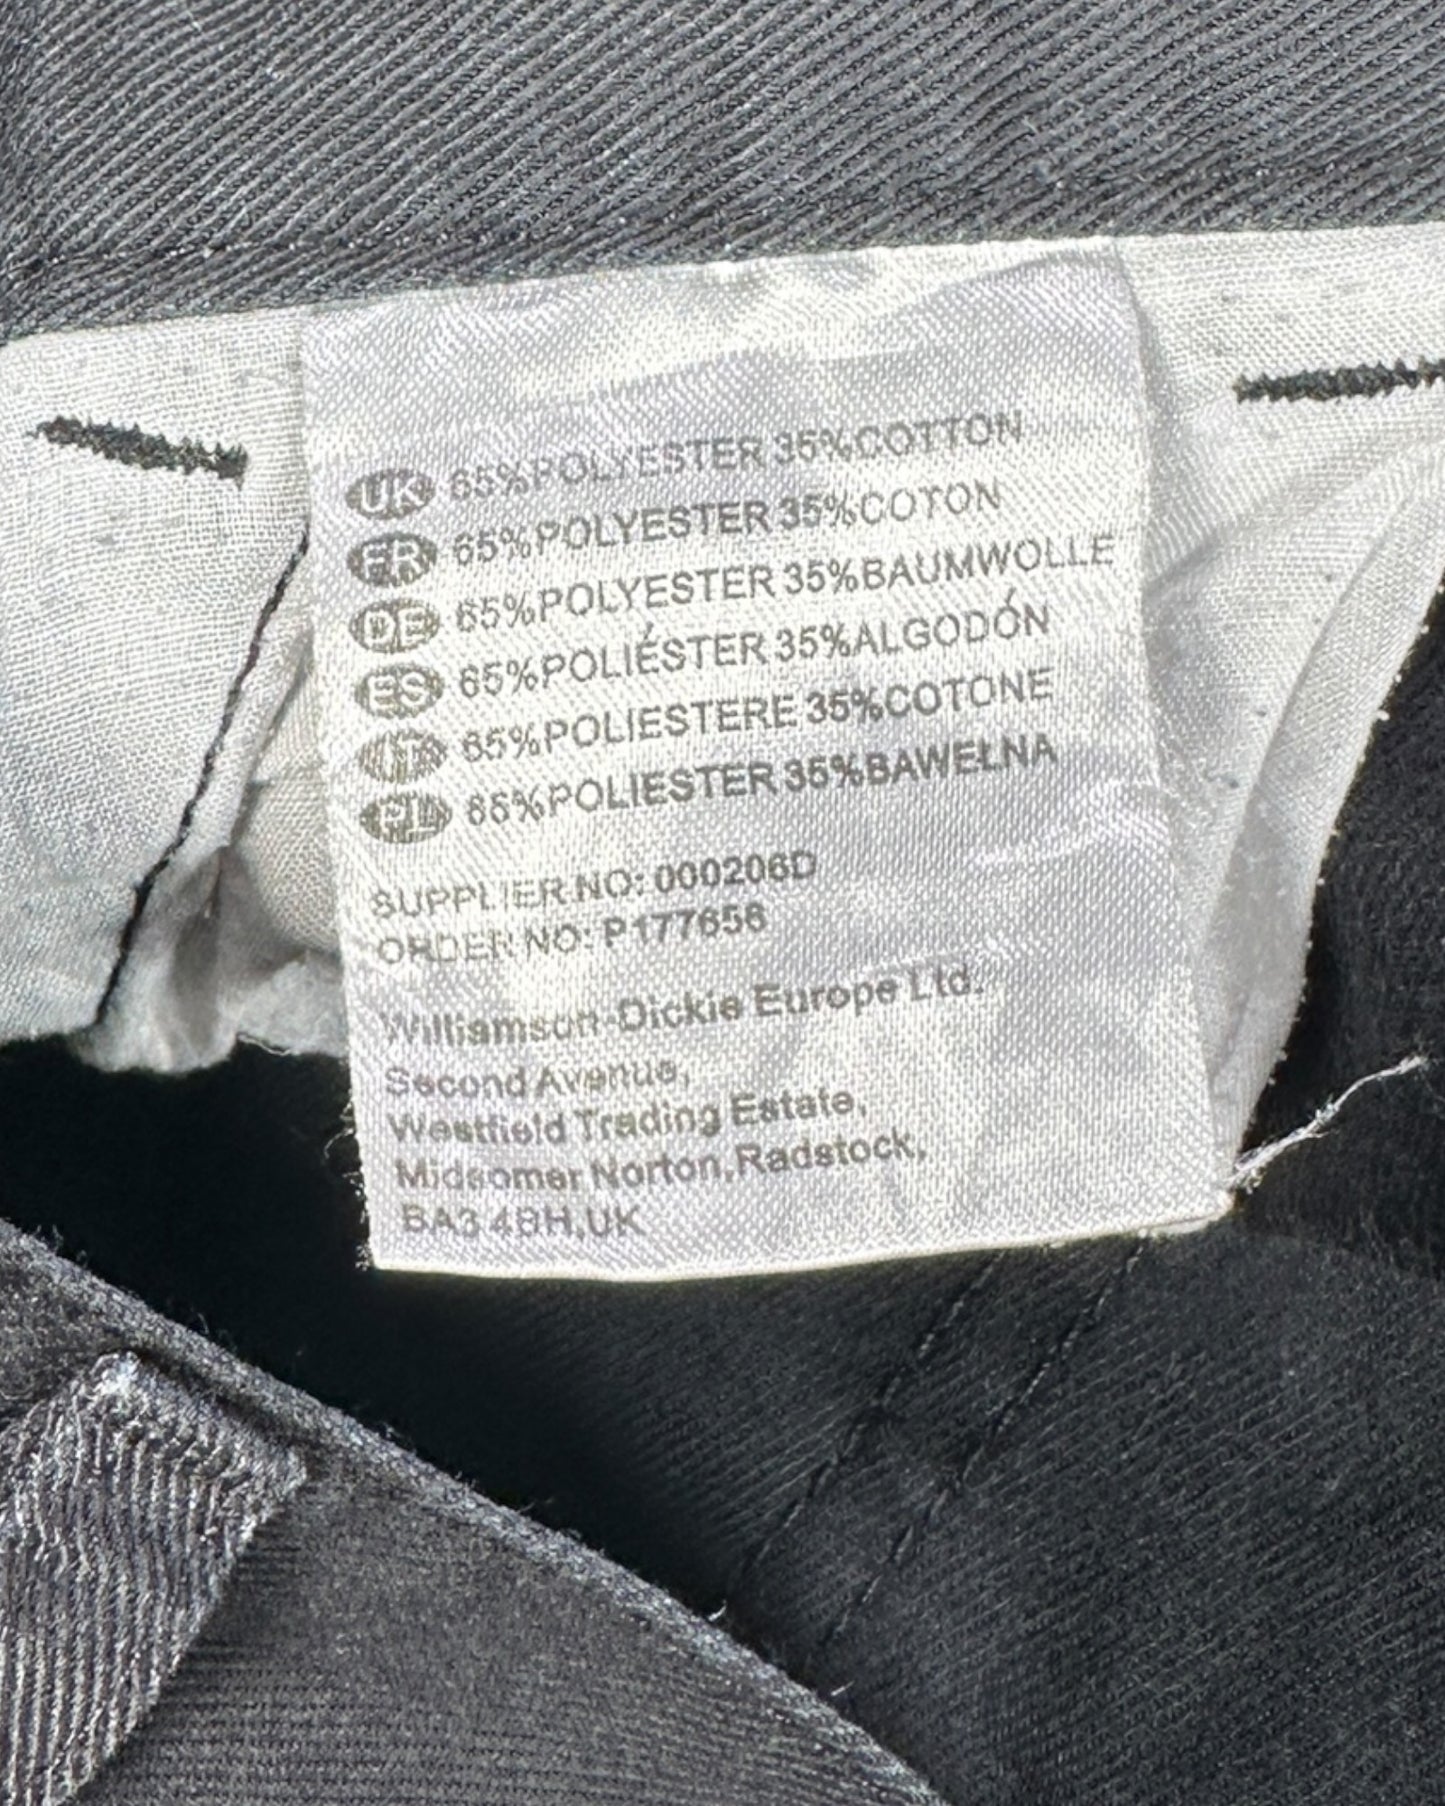 UK 65%POLYESTER 35%COTTON
FR 65%POLYESTER 35%COTON
DE 65%POLYESTER 35%BAUMWOLLE
ES 65%POLIÉSTER 35%ALGODÓN
IT 65%POLIESTERE 35%COTONE
PL 65%POLIESTER 35%BAWEŁNA
SUPPLIER NO: 000206D
ORDER NO: P177656
Williamson-Dickie Europe Ltd.
Second Avenue,
Westfield Trading Estate,
Midsomer Norton,Radstock,
BA3 4BH,UK